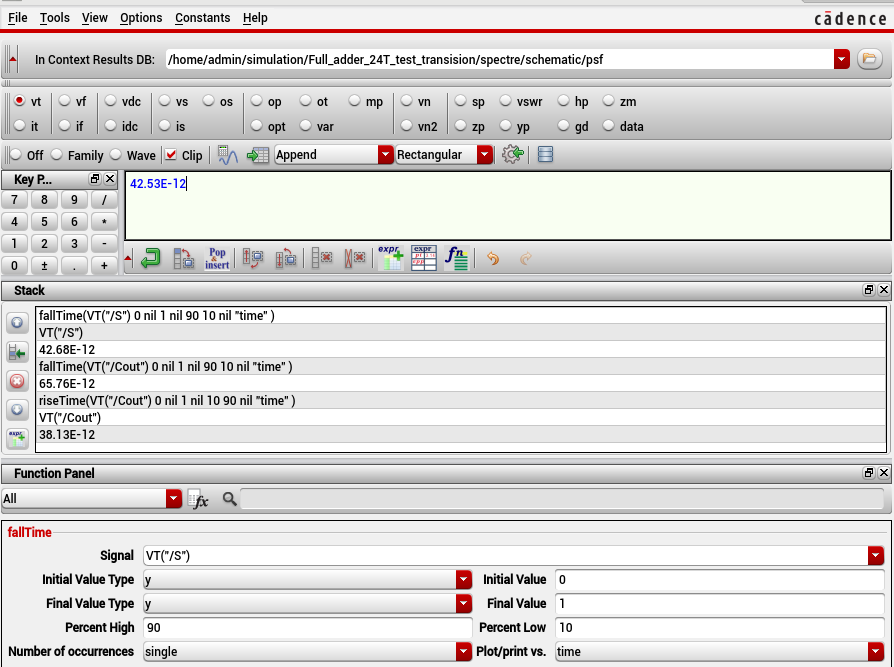 File Tools View Options Constants Help cādence
In Context Results DB: /home/admin/simulation/Full_adder_24T_test_transision/spectre/schematic/psf
vt vf vdc vs os op ot mp vn sp vswr hp zm
it if idc is opt var vn2 zp yp gd data
Off Family Wave Clip Append Rectangular
Key P...
42.53E-12
7 8 9 /
4 5 6 *
1 2 3 -
0 ± . +
Pop & insert expr expr fn
Stack
fallTime(VT("/S") 0 nil 1 nil 90 10 nil "time" )
VT("/S")
42.68E-12
fallTime(VT("/Cout") 0 nil 1 nil 90 10 nil "time" )
65.76E-12
riseTime(VT("/Cout") 0 nil 1 nil 10 90 nil "time" )
VT("/Cout")
38.13E-12
expr
Function Panel
All fx
fallTime
Signal VT("/S")
Initial Value Type y Initial Value 0
Final Value Type y Final Value 1
Percent High 90 Percent Low 10
Number of occurrences single Plot/print vs. time